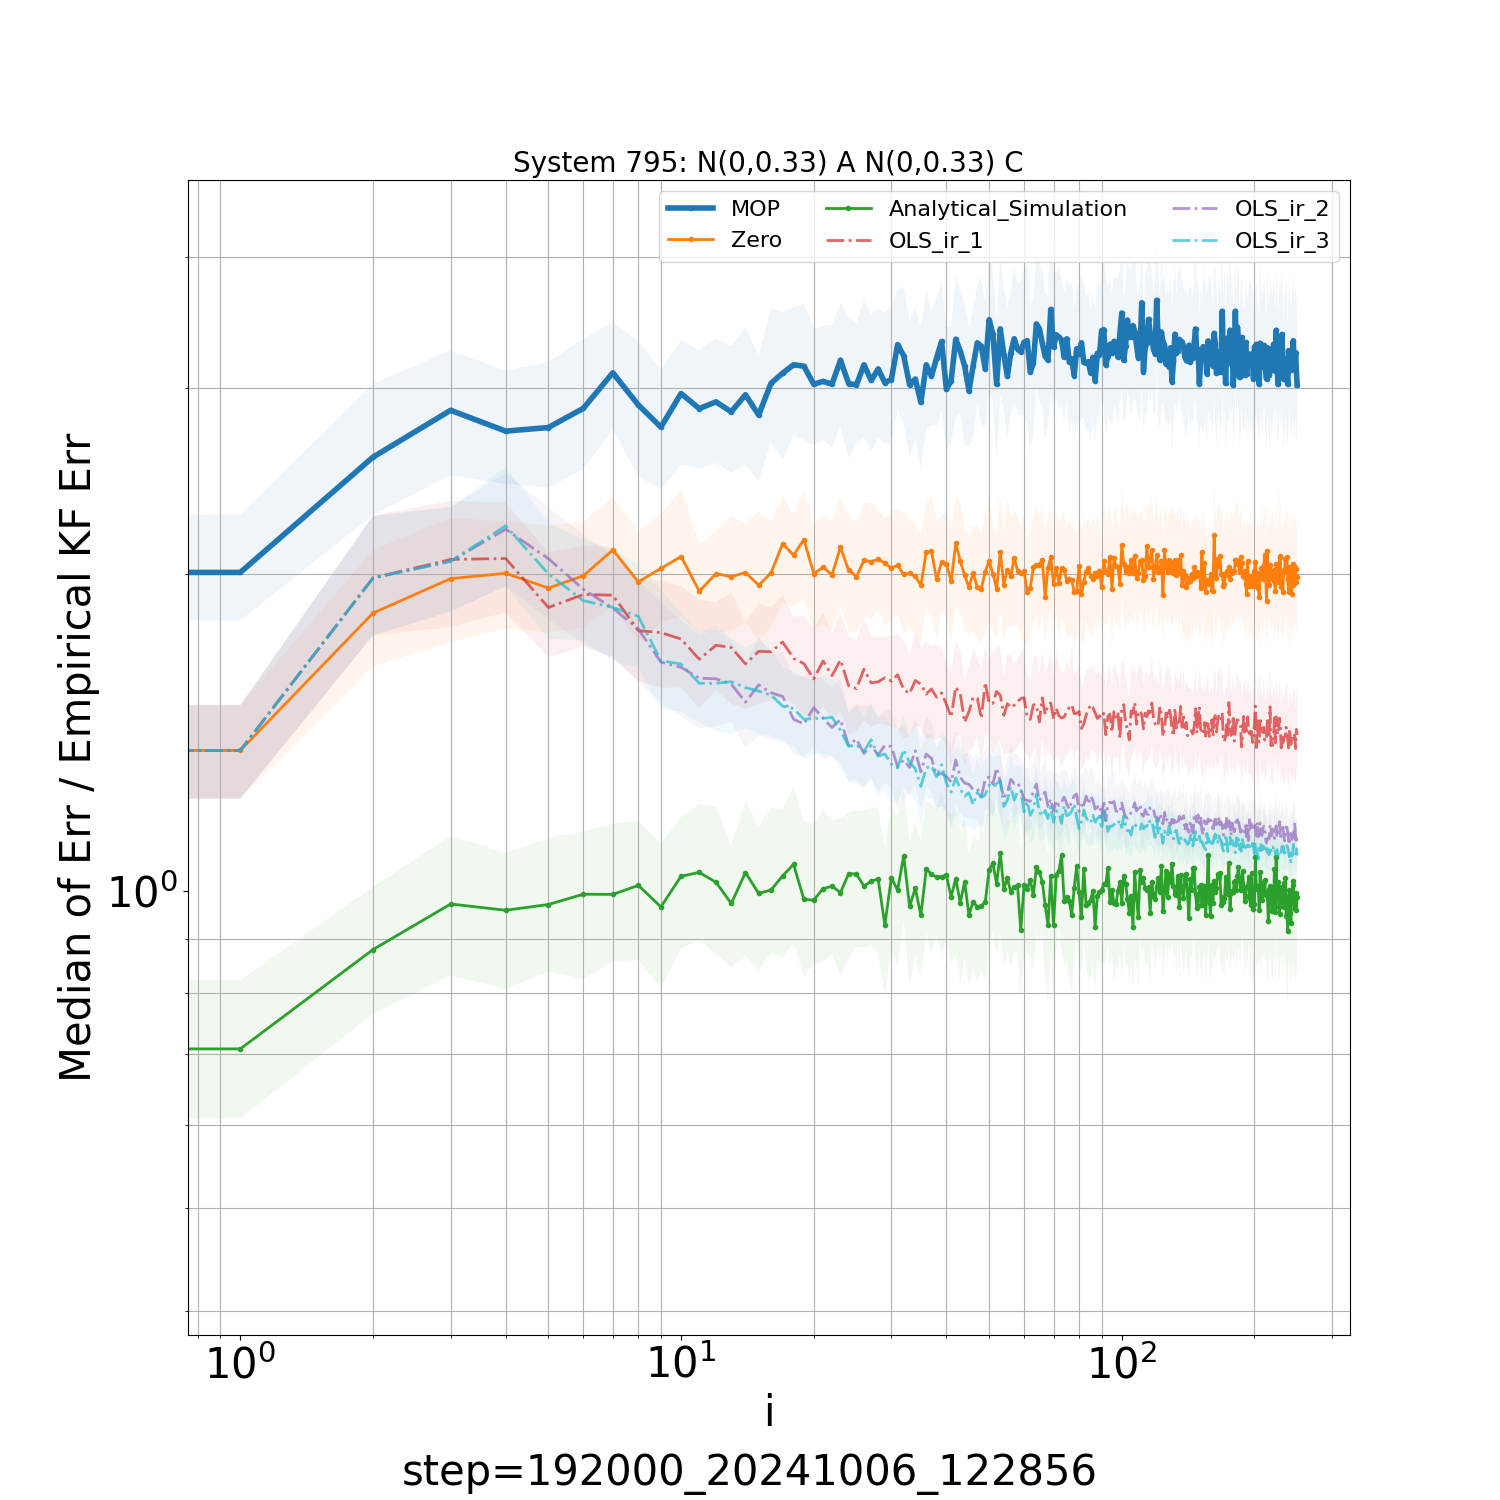 System 795: N(0,0.33) A N(0,0.33) C
MOP
Zero
Analytical_Simulation
OLS_ir_1
OLS_ir_2
OLS_ir_3
Median of Err / Empirical KF Err
10⁰
10⁰
10¹
10²
i
step=192000_20241006_122856